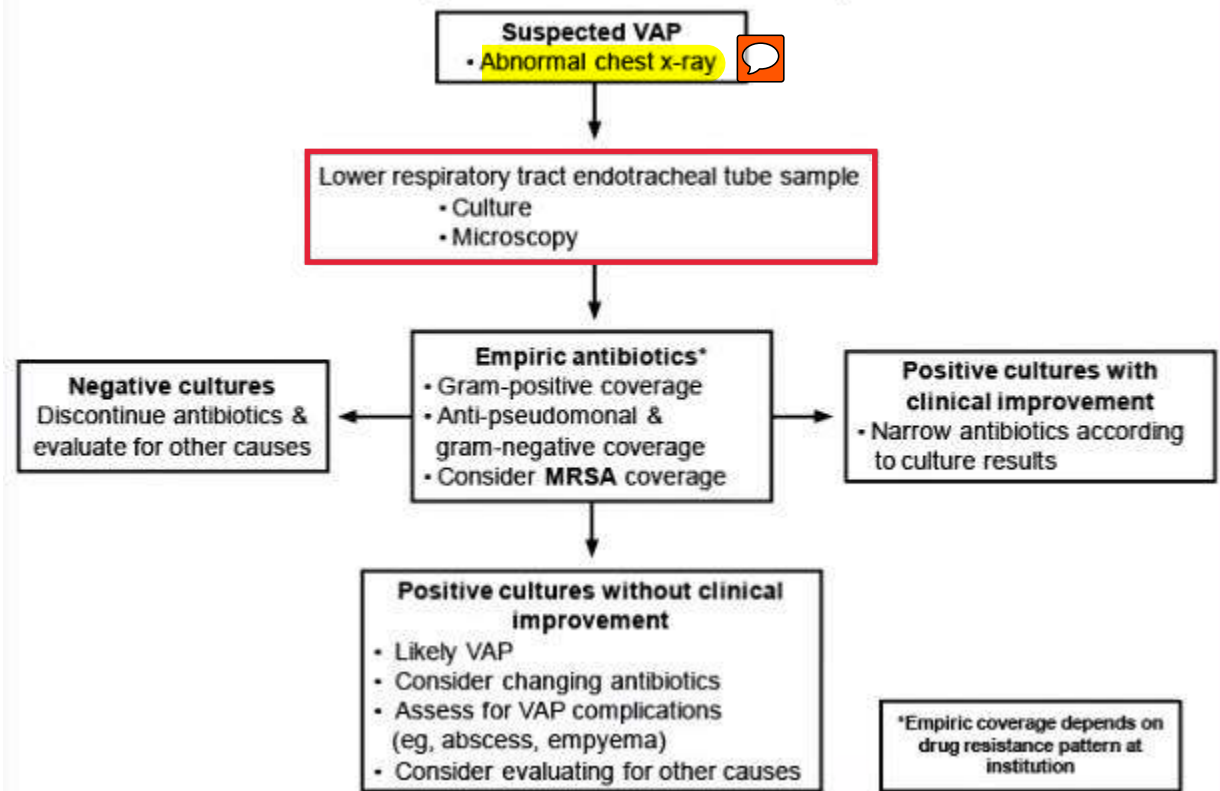 Suspected VAP
• Abnormal chest x-ray
Lower respiratory tract endotracheal tube sample
• Culture
• Microscopy
Empiric antibiotics*
• Gram-positive coverage
• Anti-pseudomonal &
gram-negative coverage
• Consider MRSA coverage
Negative cultures
Discontinue antibiotics &
evaluate for other causes
Positive cultures with
clinical improvement
• Narrow antibiotics according
to culture results
Positive cultures without clinical
improvement
• Likely VAP
• Consider changing antibiotics
• Assess for VAP complications
(eg, abscess, empyema)
• Consider evaluating for other causes
*Empiric coverage depends on
drug resistance pattern at
institution